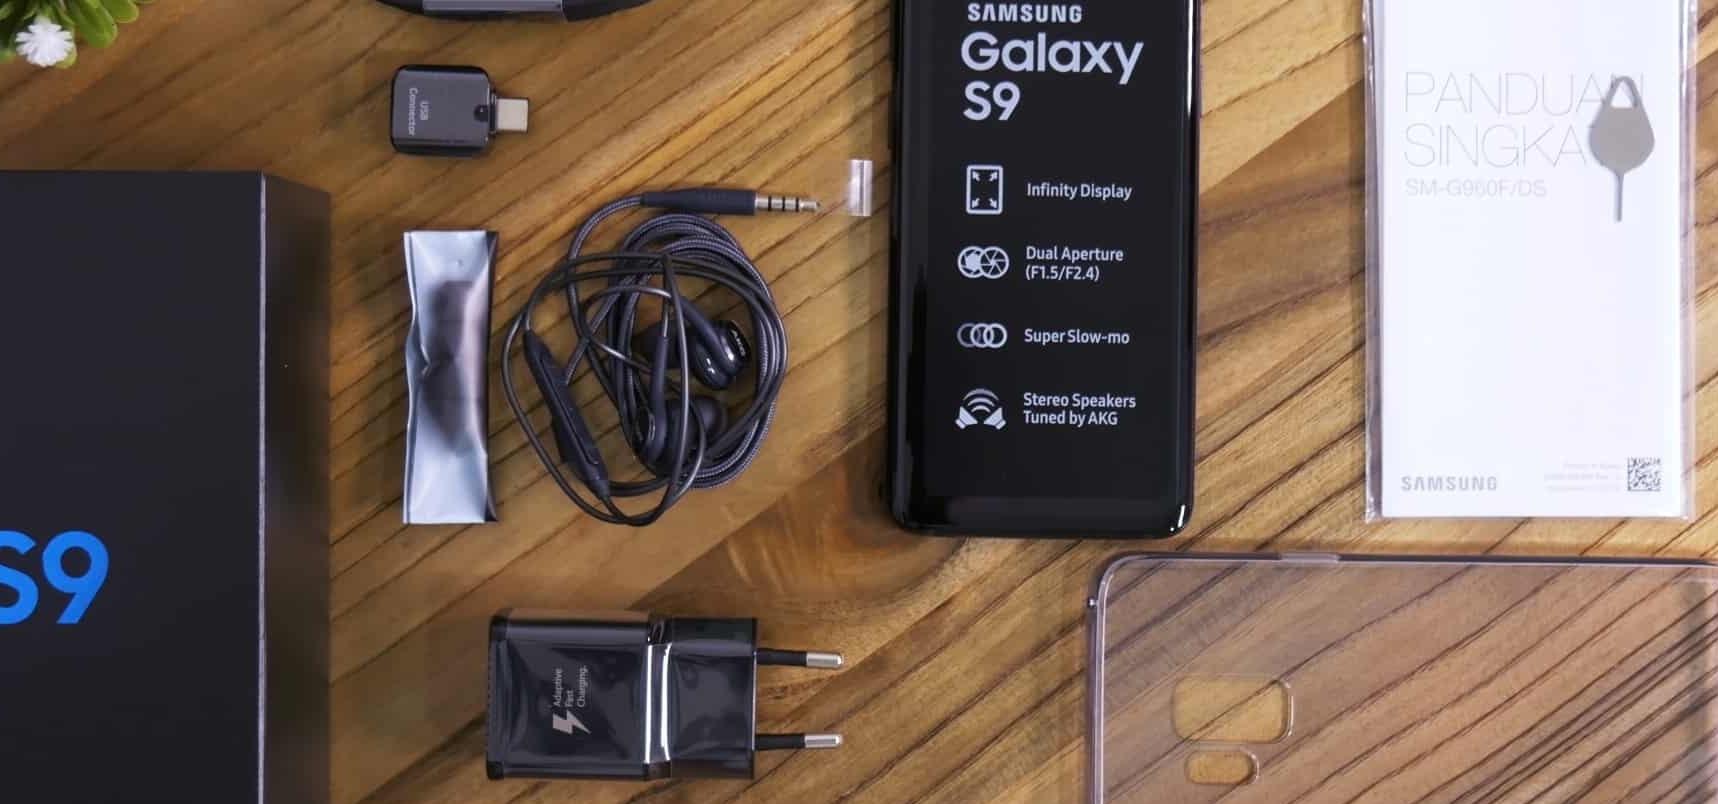 SAMSUNG
Galaxy
S9
Infinity Display
Dual Aperture
(F1.5/F2.4)
Super Slow-mo
Stereo Speakers
Tuned by AKG
PANDUAN
SINGKA
SM-G960F/DS
SAMSUNG
USB
Connector
AKG
S9
Adaptive
Fast
Charging